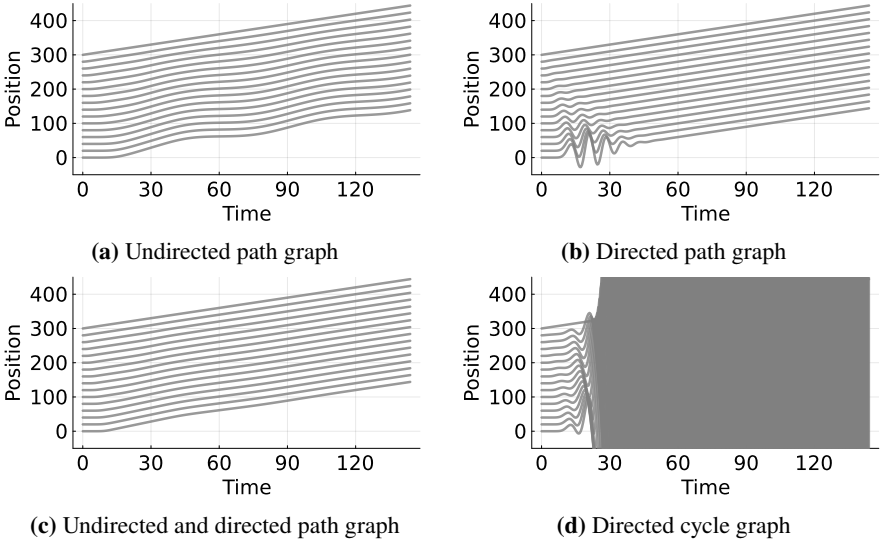 400
300
200
100
0
Position
0 30 60 90 120
Time
(a) Undirected path graph
400
300
200
100
0
Position
0 30 60 90 120
Time
(b) Directed path graph
400
300
200
100
0
Position
0 30 60 90 120
Time
(c) Undirected and directed path graph
400
300
200
100
0
Position
0 30 60 90 120
Time
(d) Directed cycle graph